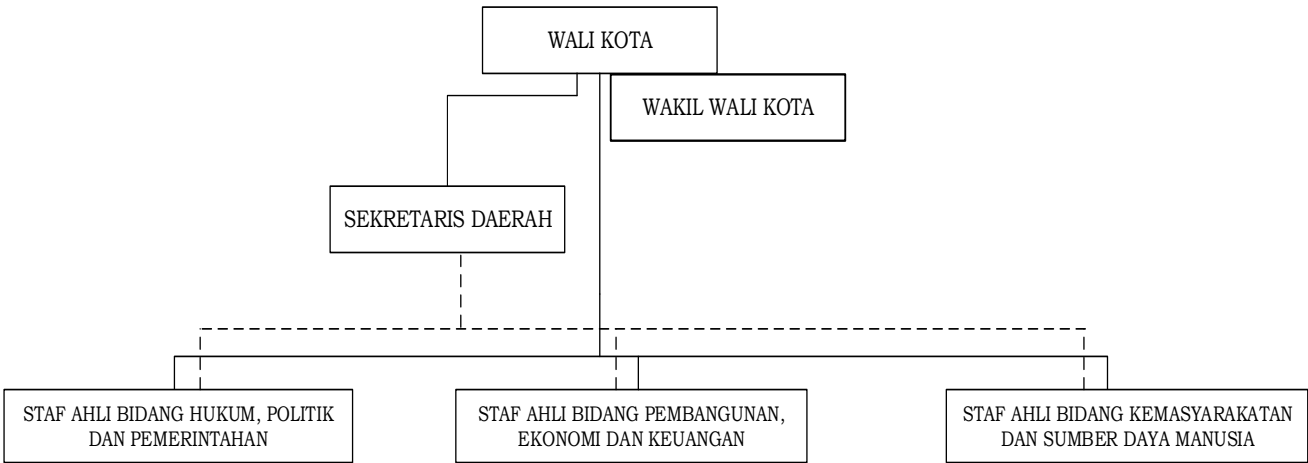 WALI KOTA
WAKIL WALI KOTA
SEKRETARIS DAERAH
STAF AHLI BIDANG HUKUM, POLITIK
DAN PEMERINTAHAN
STAF AHLI BIDANG PEMBANGUNAN,
EKONOMI DAN KEUANGAN
STAF AHLI BIDANG KEMASYARAKATAN
DAN SUMBER DAYA MANUSIA